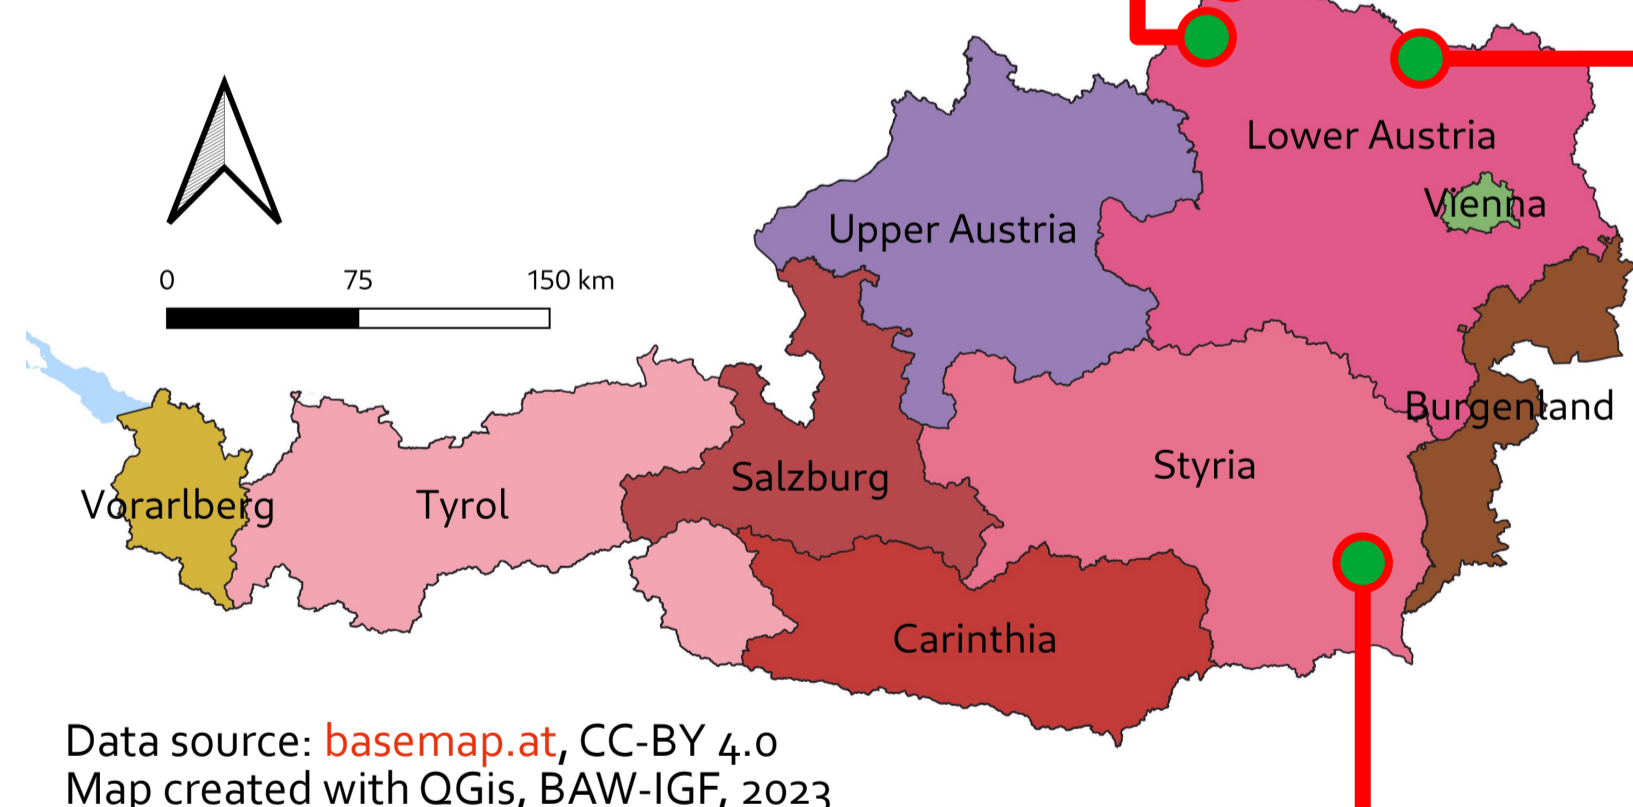 Lower Austria
Vienna
Upper Austria
0 75 150 km
Burgenland
Styria
Salzburg
Vorarlberg
Tyrol
Carinthia
Data source: basemap.at, CC-BY 4.0
Map created with QGis, BAW-IGF, 2023